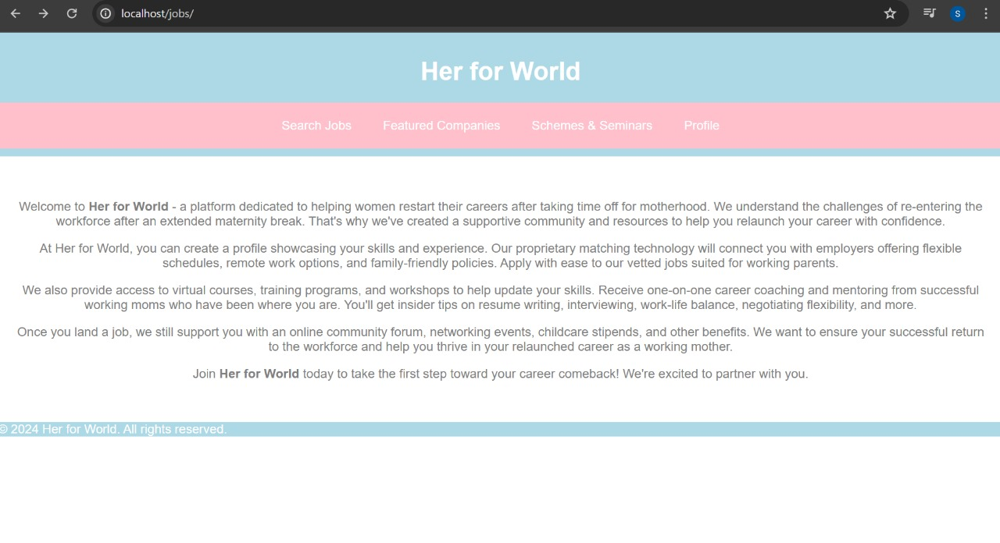 localhost/jobs/
S
Her for World
Search Jobs Featured Companies Schemes & Seminars Profile
Welcome to Her for World - a platform dedicated to helping women restart their careers after taking time off for motherhood. We understand the challenges of re-entering the
workforce after an extended maternity break. That's why we've created a supportive community and resources to help you relaunch your career with confidence.
At Her for World, you can create a profile showcasing your skills and experience. Our proprietary matching technology will connect you with employers offering flexible
schedules, remote work options, and family-friendly policies. Apply with ease to our vetted jobs suited for working parents.
We also provide access to virtual courses, training programs, and workshops to help update your skills. Receive one-on-one career coaching and mentoring from successful
working moms who have been where you are. You'll get insider tips on resume writing, interviewing, work-life balance, negotiating flexibility, and more.
Once you land a job, we still support you with an online community forum, networking events, childcare stipends, and other benefits. We want to ensure your successful return
to the workforce and help you thrive in your relaunched career as a working mother.
Join Her for World today to take the first step toward your career comeback! We're excited to partner with you.
© 2024 Her for World. All rights reserved.